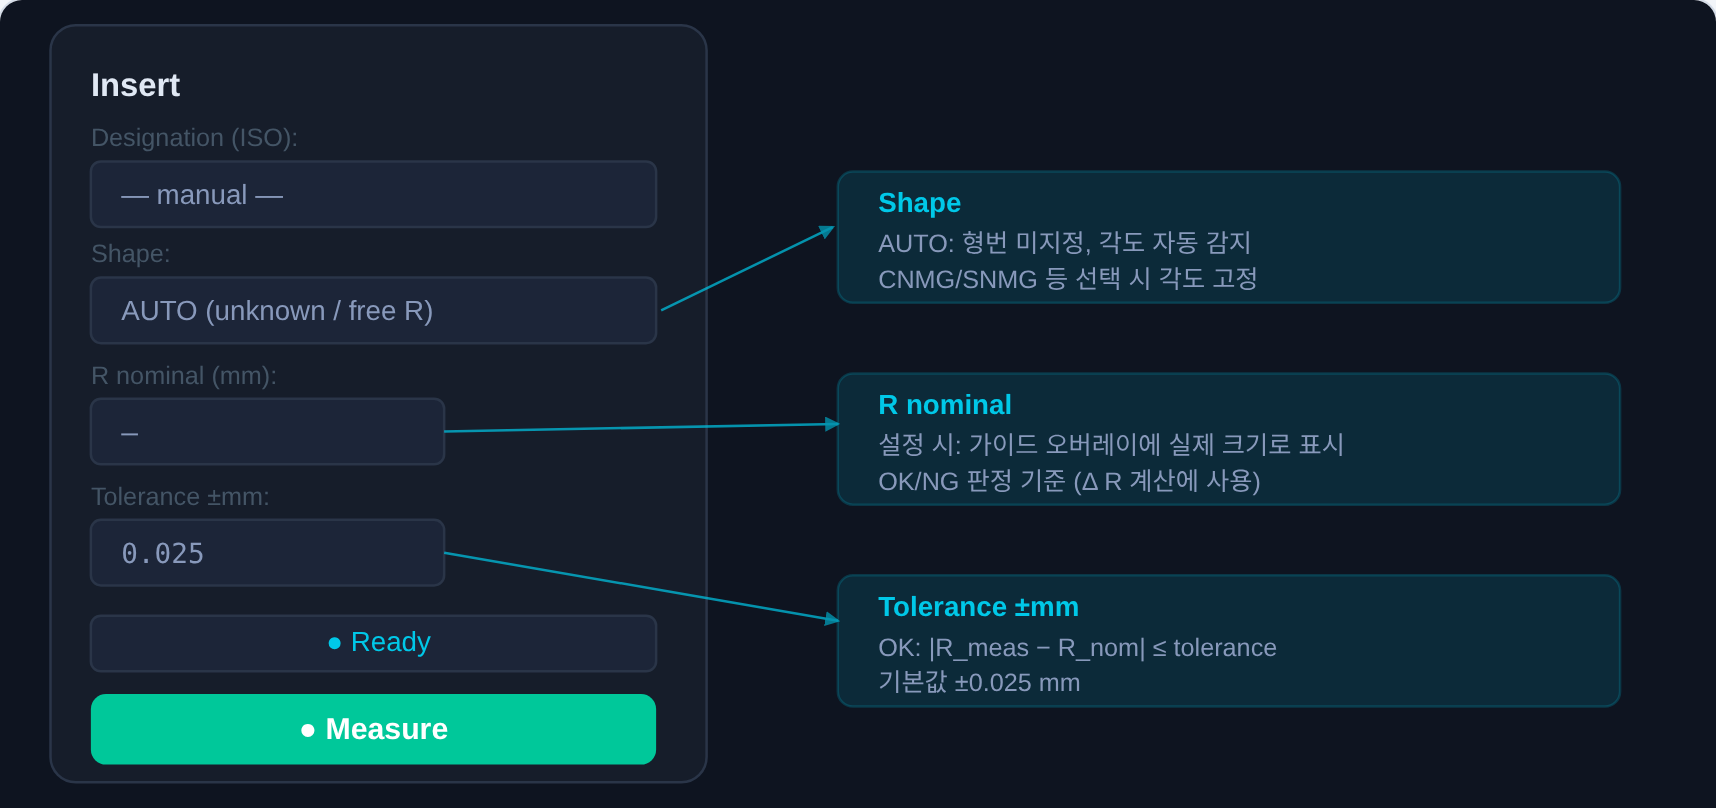 Insert
Designation (ISO):
— manual —
Shape:
AUTO (unknown / free R)
R nominal (mm):
–
Tolerance ±mm:
0.025
● Ready
● Measure
Shape
AUTO: 형번 미지정, 각도 자동 감지
CNMG/SNMG 등 선택 시 각도 고정
R nominal
설정 시: 가이드 오버레이에 실제 크기로 표시
OK/NG 판정 기준 (Δ R 계산에 사용)
Tolerance ±mm
OK: |R_meas − R_nom| ≤ tolerance
기본값 ±0.025 mm